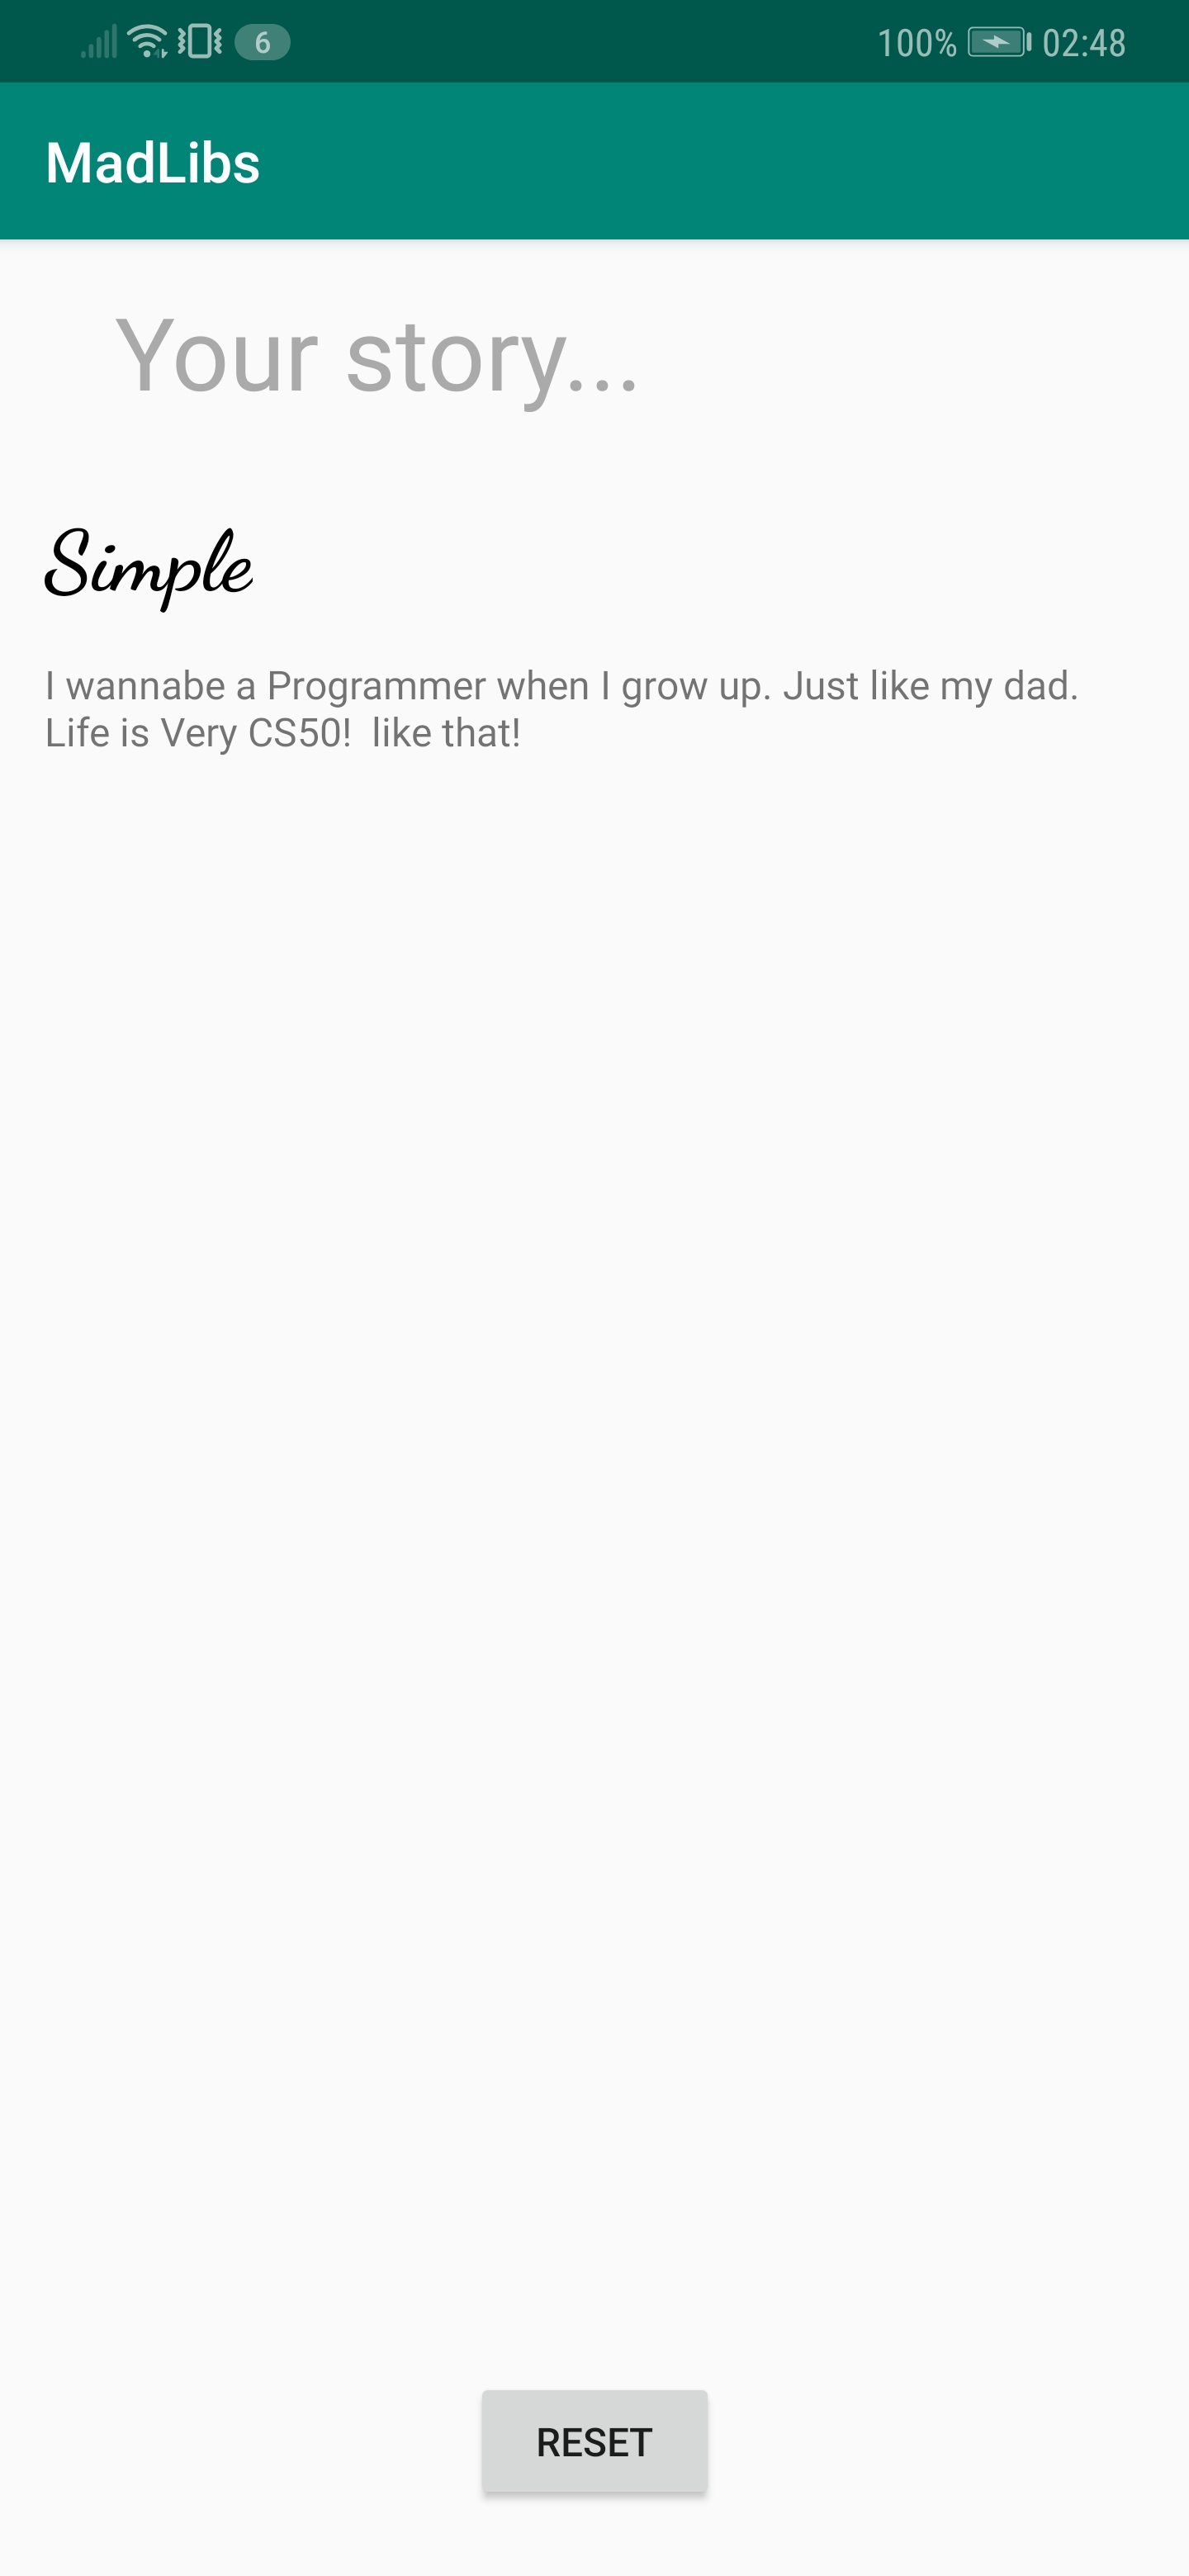 6 100% 02:48
MadLibs
Your story...
Simple
I wannabe a Programmer when I grow up. Just like my dad.
Life is Very CS50!  like that!
RESET